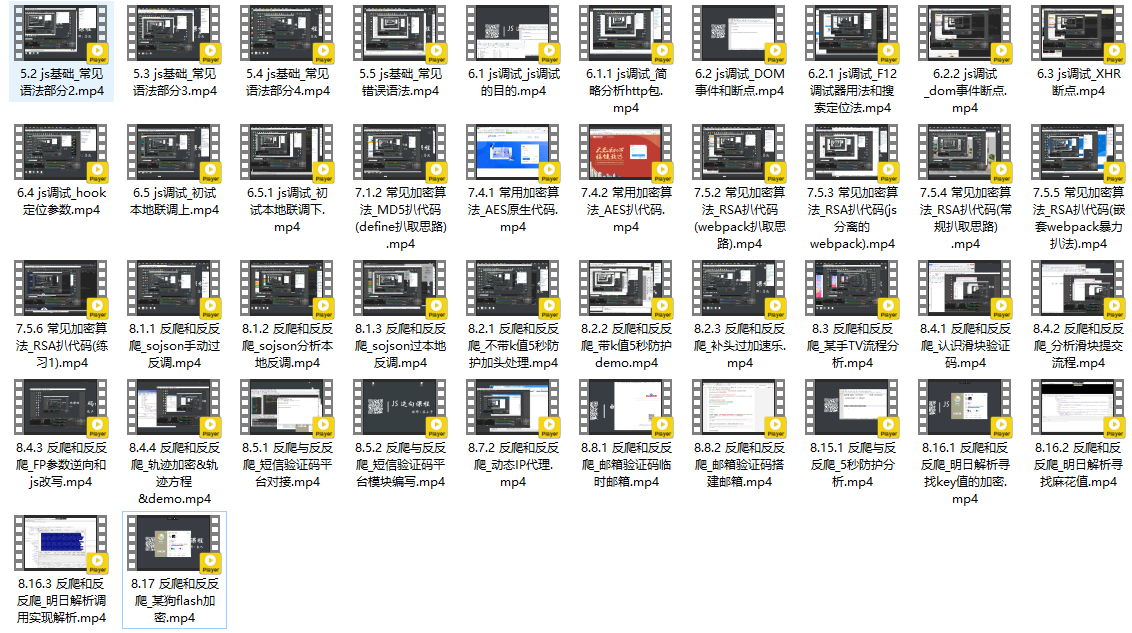 5.2 js基础_常见
语法部分2.mp4
5.3 js基础_常见
语法部分3.mp4
5.4 js基础_常见
语法部分4.mp4
5.5 js基础_常见
错误语法.mp4
6.1 js调试_js调试
的目的.mp4
6.1.1 js调试_简
略分析http包.
mp4
6.2 js调试_DOM
事件和断点.mp4
6.2.1 js调试_F12
调试器用法和搜
索定位法.mp4
6.2.2 js调试
_dom事件断点.
mp4
6.3 js调试_XHR
断点.mp4
6.4 js调试_hook
定位参数.mp4
6.5 js调试_初试
本地联调上.mp4
6.5.1 js调试_初
试本地联调下.
mp4
7.1.2 常见加密算
法_MD5扒代码
(define扒取思路)
.mp4
7.4.1 常用加密算
法_AES原生代码.
mp4
7.4.2 常用加密算
法_AES扒代码.
mp4
7.5.2 常见加密算
法_RSA扒代码
(webpack扒取思
路).mp4
7.5.3 常见加密算
法_RSA扒代码(js
分离的
webpack).mp4
7.5.4 常见加密算
法_RSA扒代码(常
规扒取思路)
.mp4
7.5.5 常见加密算
法_RSA扒代码(嵌
套webpack暴力
扒法).mp4
7.5.6 常见加密算
法_RSA扒代码(练
习1).mp4
8.1.1 反爬和反反
爬_sojson手动过
反调.mp4
8.1.2 反爬和反反
爬_sojson分析本
地反调.mp4
8.1.3 反爬和反反
爬_sojson过本地
反调.mp4
8.2.1 反爬和反反
爬_不带k值5秒防
护加头处理.mp4
8.2.2 反爬和反反
爬_带k值5秒防护
demo.mp4
8.2.3 反爬和反反
爬_补头过加速乐.
mp4
8.3 反爬和反反
爬_某手TV流程分
析.mp4
8.4.1 反爬和反反
爬_认识滑块验证
码.mp4
8.4.2 反爬和反反
爬_分析滑块提交
流程.mp4
8.4.3 反爬和反反
爬_FP参数逆向和
js改写.mp4
8.4.4 反爬和反反
爬_轨迹加密&轨
迹方程
&demo.mp4
8.5.1 反爬与反反
爬_短信验证码平
台对接.mp4
8.5.2 反爬与反反
爬_短信验证码平
台模块编写.mp4
8.7.2 反爬和反反
爬_动态IP代理.
mp4
8.8.1 反爬和反反
爬_邮箱验证码临
时邮箱.mp4
8.8.2 反爬和反反
爬_邮箱验证码搭
建邮箱.mp4
8.15.1 反爬与反
反爬_5秒防护分
析.mp4
8.16.1 反爬和反
反爬_明日解析寻
找key值的加密.
mp4
8.16.2 反爬和反
反爬_明日解析寻
找麻花值.mp4
8.16.3 反爬和反
反爬_明日解析调
用实现解析.mp4
8.17 反爬和反反
爬_某狗flash加
密.mp4